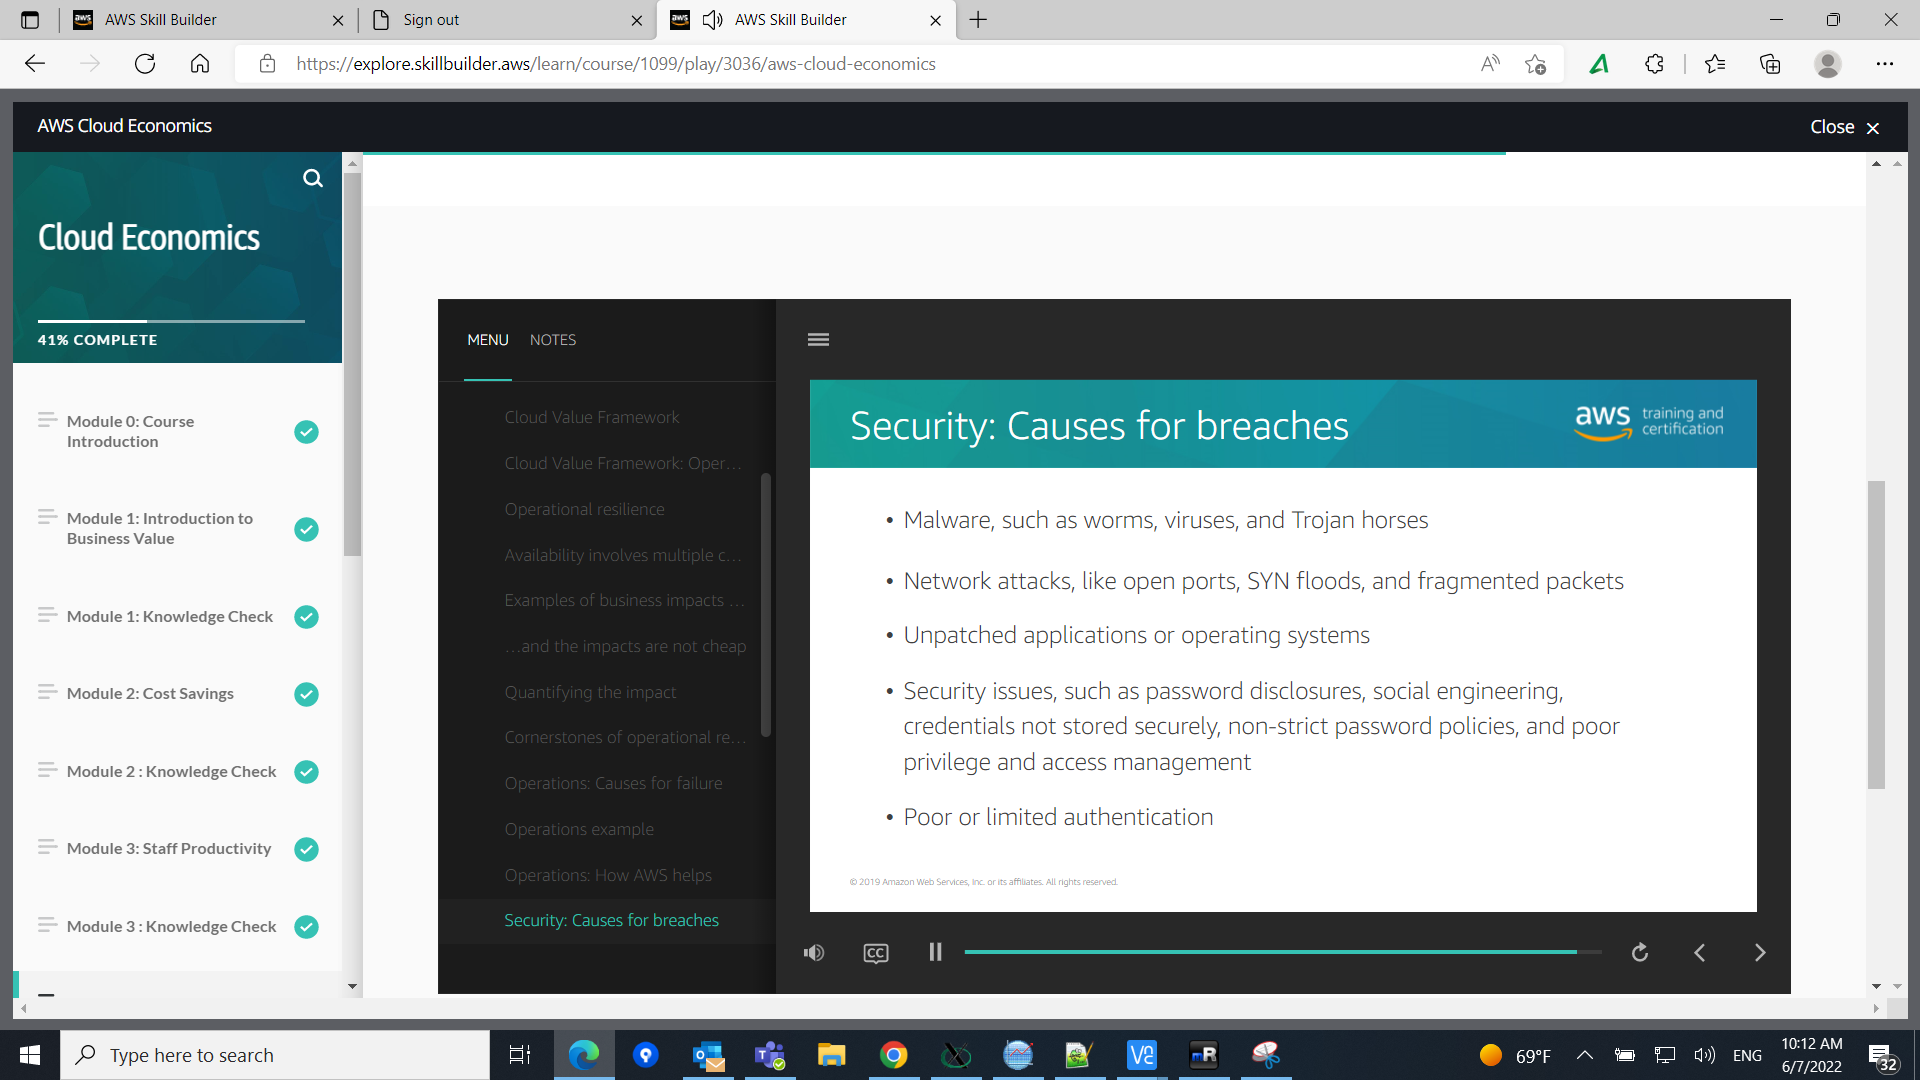 AWS Skill Builder
Sign out
AWS Skill Builder
https://explore.skillbuilder.aws/learn/course/1099/play/3036/aws-cloud-economics
AWS Cloud Economics
Close
Cloud Economics
41% COMPLETE
Module 0: Course
Introduction
Module 1: Introduction to
Business Value
Module 1: Knowledge Check
Module 2: Cost Savings
Module 2 : Knowledge Check
Module 3: Staff Productivity
Module 3 : Knowledge Check
MENU
NOTES
Cloud Value Framework
Cloud Value Framework: Oper...
Operational resilience
Availability involves multiple c...
Examples of business impacts ...
...and the impacts are not cheap
Quantifying the impact
Cornerstones of operational re...
Operations: Causes for failure
Operations example
Operations: How AWS helps
Security: Causes for breaches
Security: Causes for breaches
aws training and
certification
• Malware, such as worms, viruses, and Trojan horses
• Network attacks, like open ports, SYN floods, and fragmented packets
• Unpatched applications or operating systems
• Security issues, such as password disclosures, social engineering,
credentials not stored securely, non-strict password policies, and poor
privilege and access management
• Poor or limited authentication
© 2019 Amazon Web Services, Inc. or its affiliates. All rights reserved.
CC
Type here to search
69°F
ENG
10:12 AM
6/7/2022
32